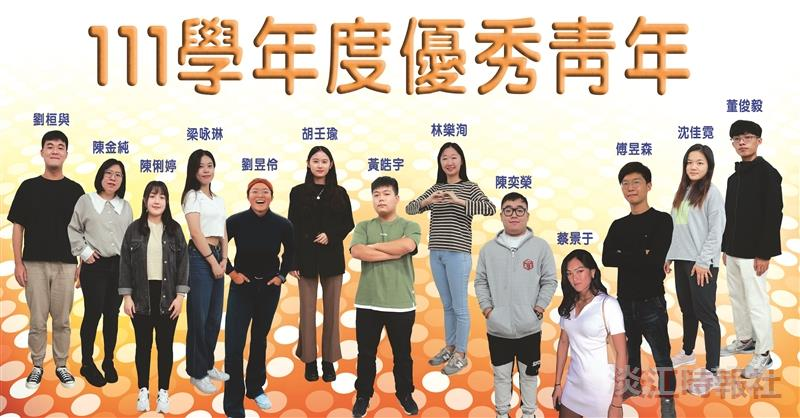 111學年度優秀青年
劉桓與
陳金純
陳俐婷
梁咏琳
劉昱伶
胡壬瑜
黃皓宇
林樂洵
陳奕榮
蔡景于
傅昱森
沈佳霓
董俊毅
淡江時報社